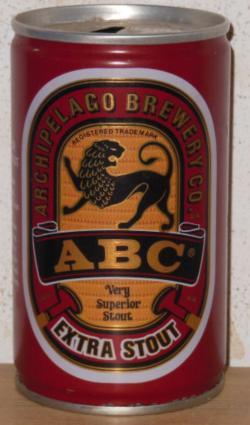 ARCHIPELAGO BREWERY CO.
REGISTERED TRADE MARK
ABC®
Very
Superior
Stout
EXTRA STOUT